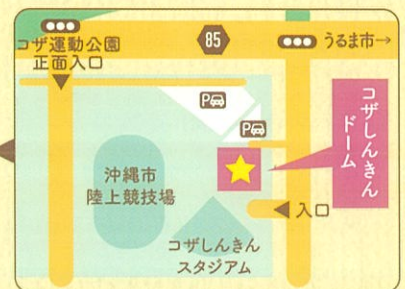 コザ運動公園
正面入口
85
うるま市→
P
P
コザしんきん
ドーム
沖縄市
陸上競技場
入口
コザしんきん
スタジアム